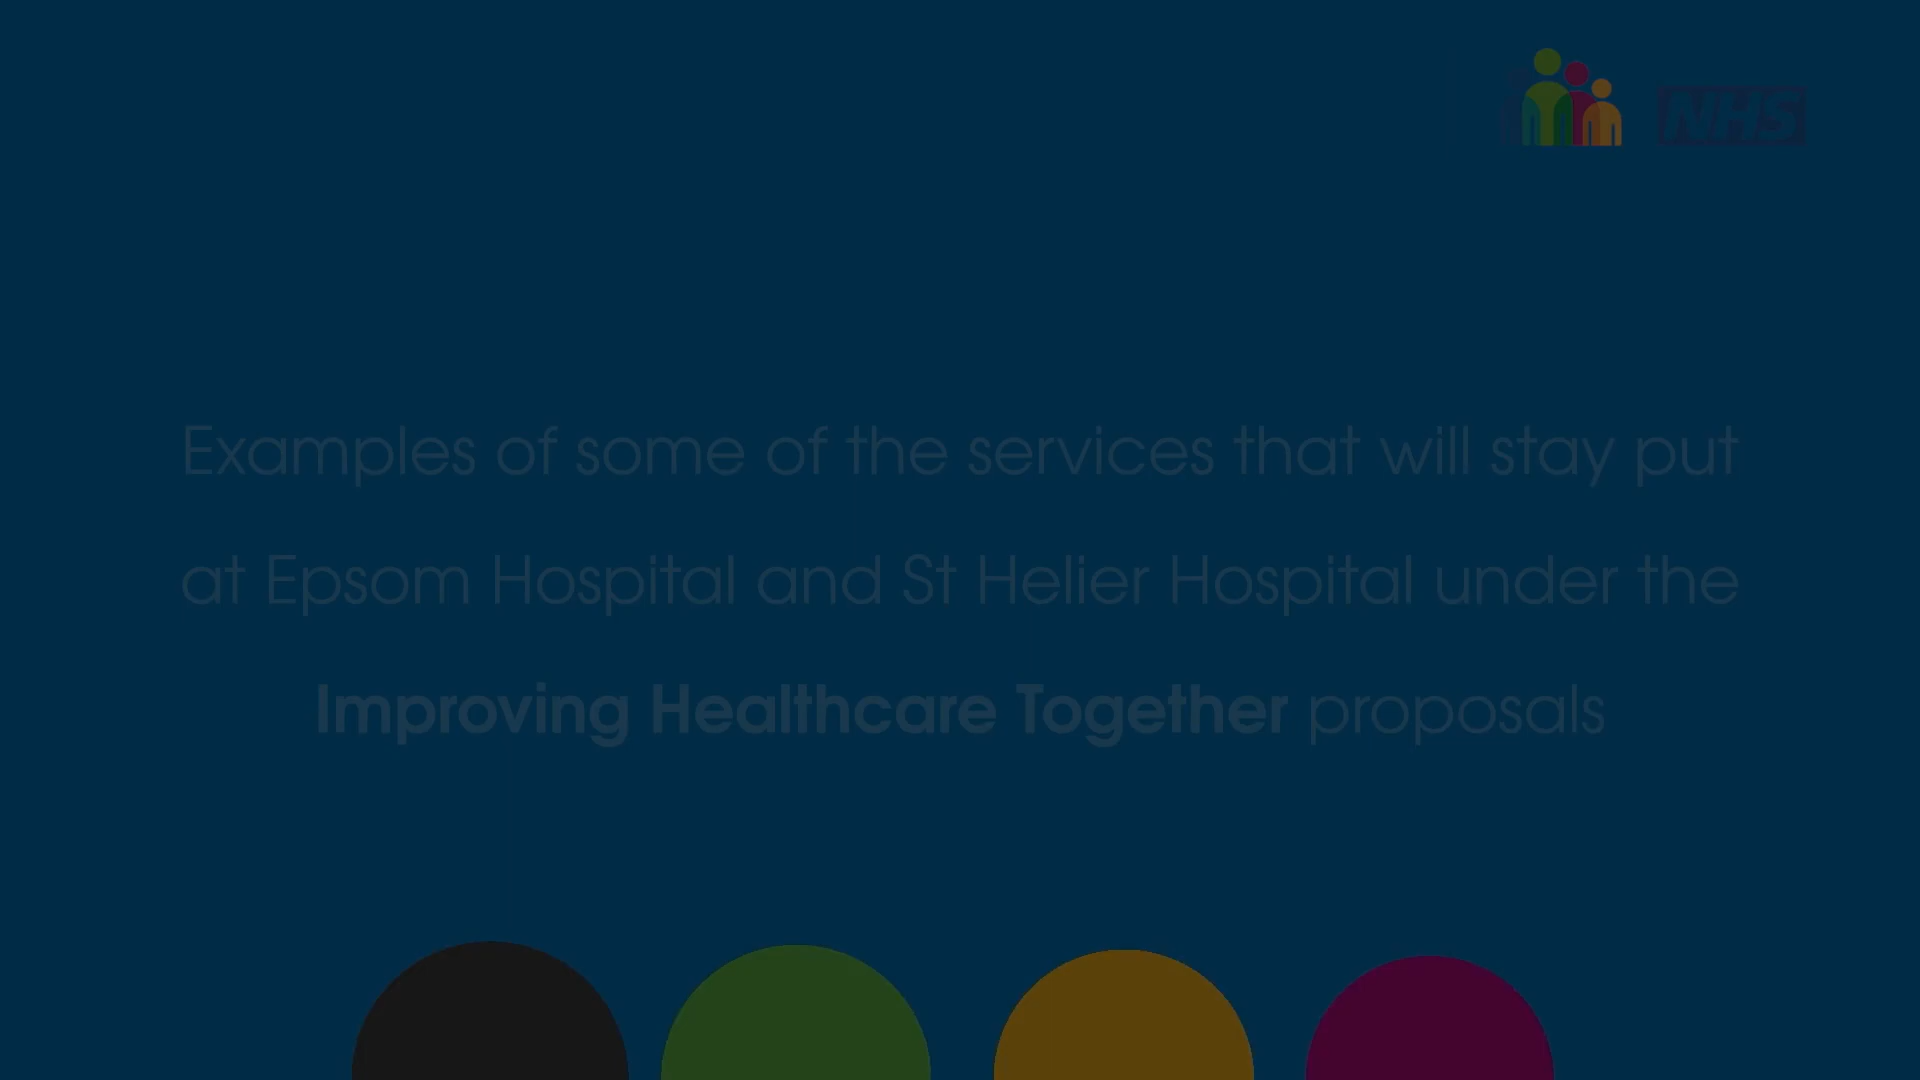 NHS
Examples of some of the services that will stay put
at Epsom Hospital and St Helier Hospital under the
Improving Healthcare Together proposals